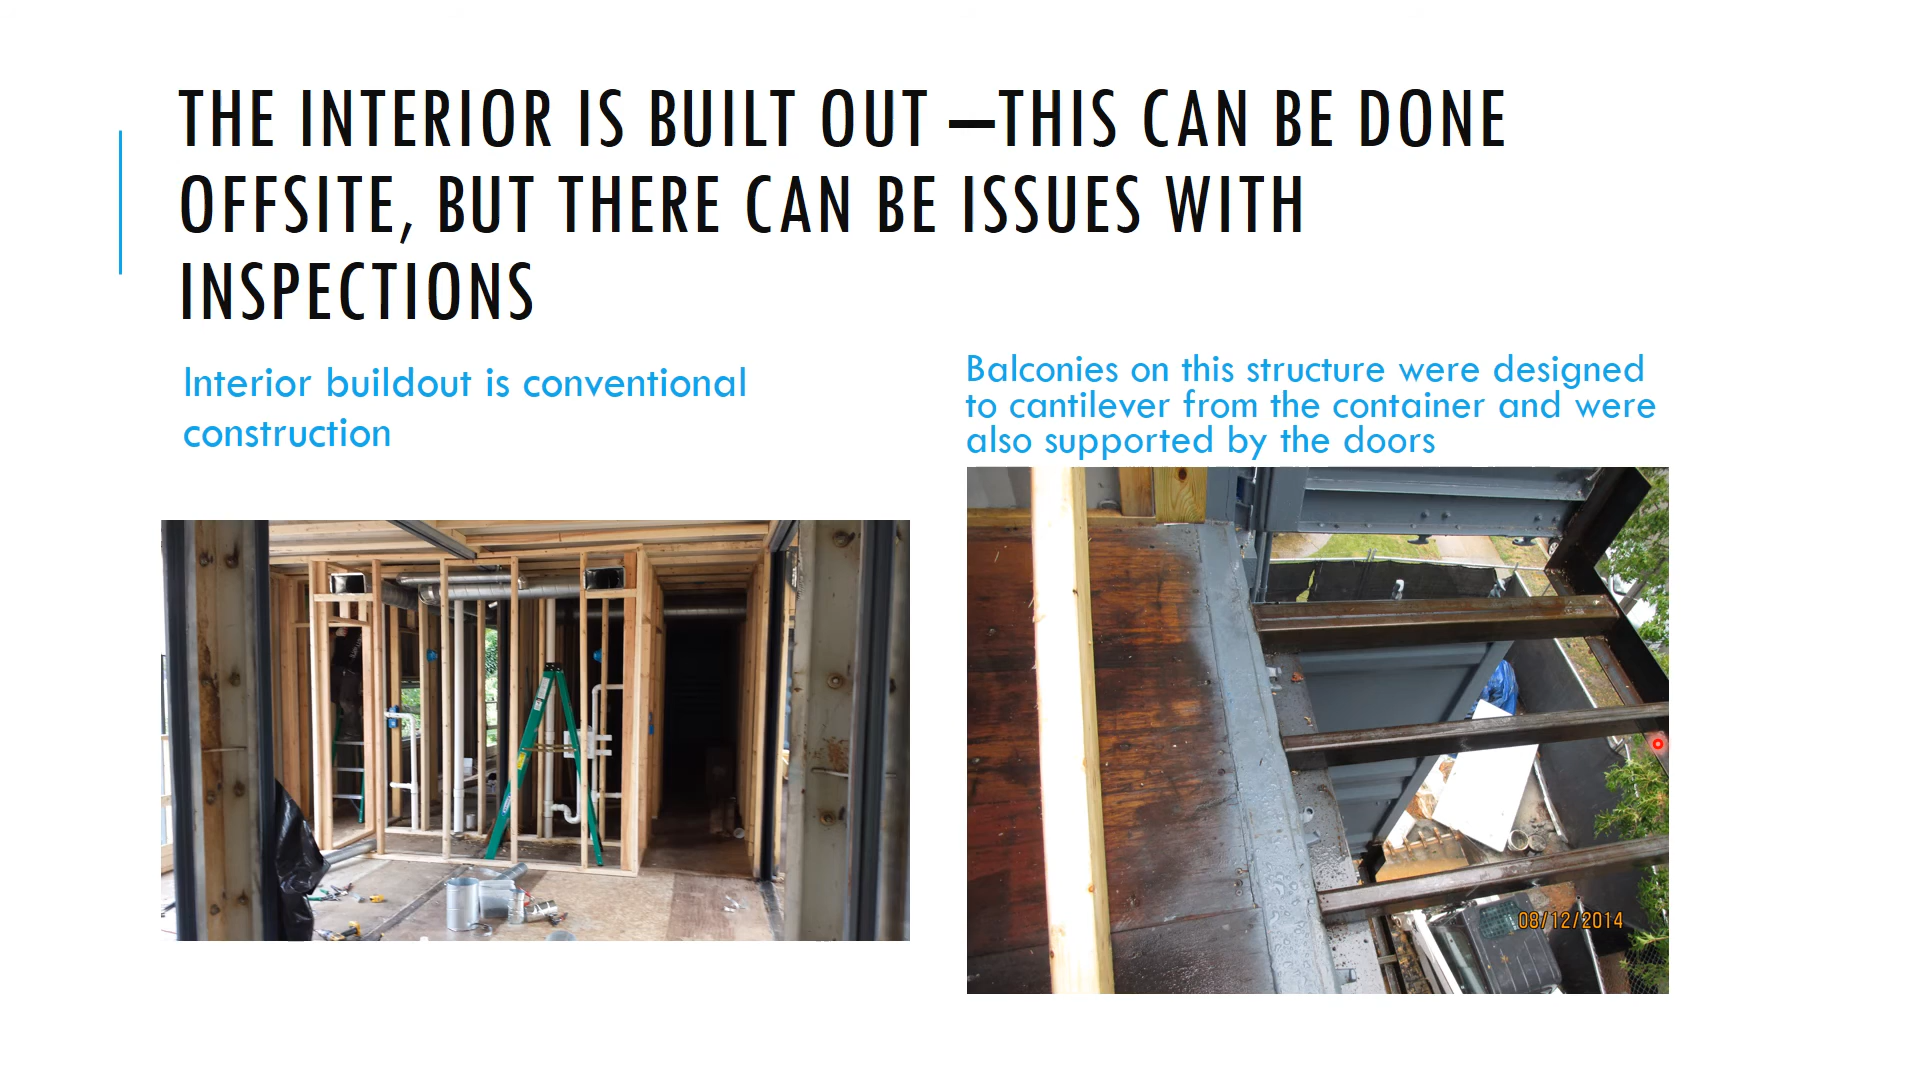 THE INTERIOR IS BUILT OUT —THIS CAN BE DONE
OFFSITE, BUT THERE CAN BE ISSUES WITH
INSPECTIONS
Interior buildout is conventional
construction
Balconies on this structure were designed
to cantilever from the container and were
also supported by the doors
08/12/2014